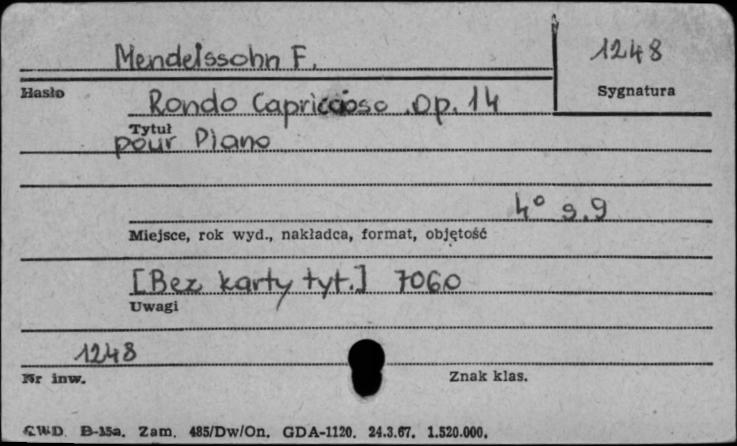 Mendelssohn F.
1248
Hasło
Sygnatura
Rondo Capriccioso Op. 14
Tytuł
pour Piano
4° s. 9
Miejsce, rok wyd., nakładca, format, objętość
[Bez karty tyt.] 7060
Uwagi
1248
Nr inw.
Znak klas.
CWD B-15a. Zam. 485/Dw/On. GDA-1120. 24.3.67. 1.520.000.